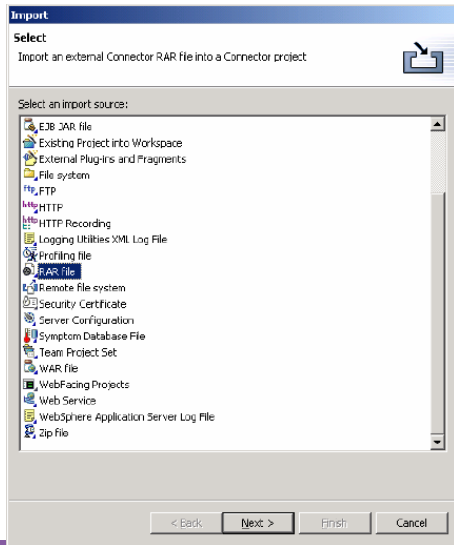 Import
Select
Import an external Connector RAR file into a Connector project
Select an import source:
EJB JAR file
Existing Project into Workspace
External Plug-ins and Fragments
File system
FTP
HTTP
HTTP Recording
Logging Utilities XML Log File
Profiling file
RAR file
Remote file system
Security Certificate
Server Configuration
Symptom Database File
Team Project Set
WAR file
WebFacing Projects
Web Service
WebSphere Application Server Log File
Zip file
< Back Next > Finish Cancel